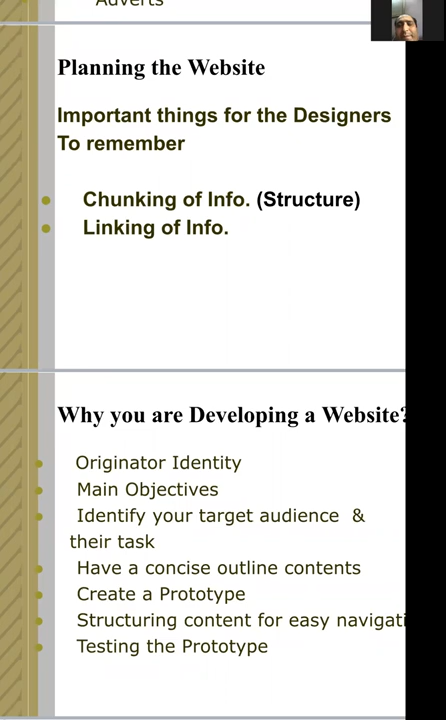 Adverts
Planning the Website
Important things for the Designers
To remember
Chunking of Info. (Structure)
Linking of Info.
Why you are Developing a Website?
Originator Identity
Main Objectives
Identify your target audience &
their task
Have a concise outline contents
Create a Prototype
Structuring content for easy navigati
Testing the Prototype